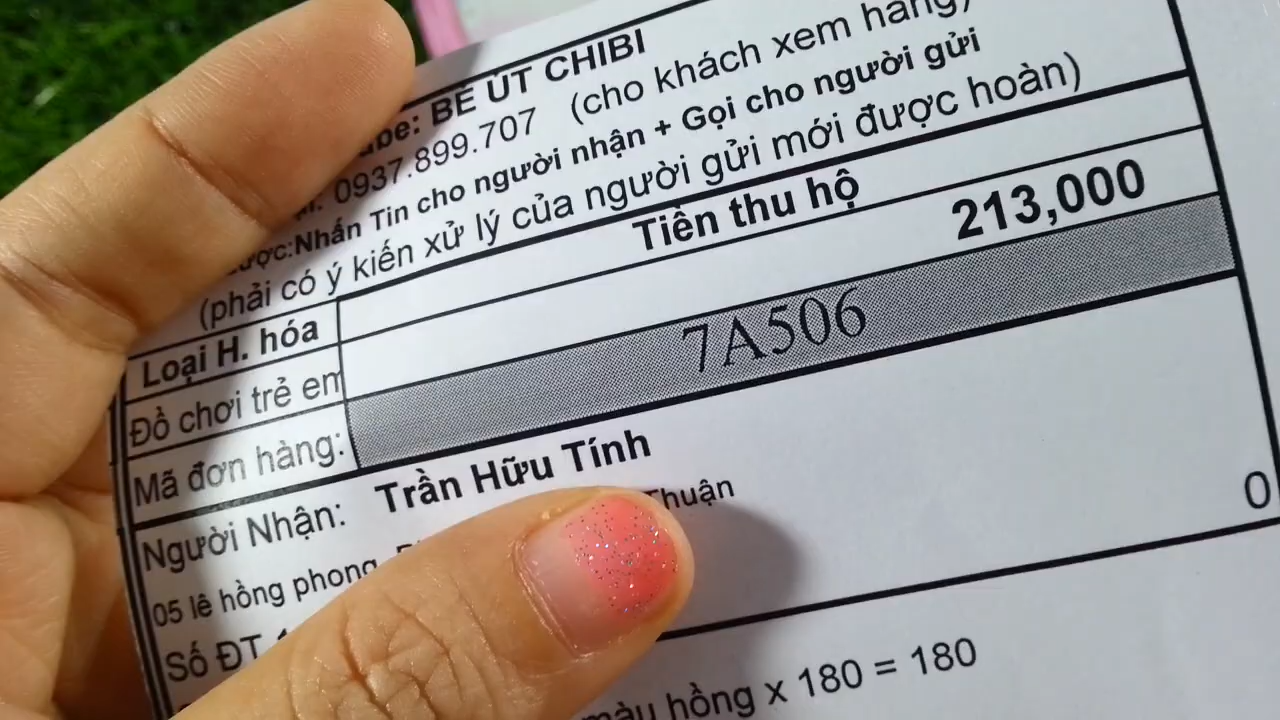 BÉ ÚT CHIBI
0937.899.707 (cho khách xem hàng)
Nhấn Tin cho người nhận + Gọi cho người gửi
(phải có ý kiến xử lý của người gửi mới được hoàn)
Loại H. hóa Tiền thu hộ
Đồ chơi trẻ em 213,000
Mã đơn hàng: 7A506
Người Nhận: Trần Hữu Tính
05 lê hồng phong Thuận
Số ĐT 0
màu hồng x 180 = 180